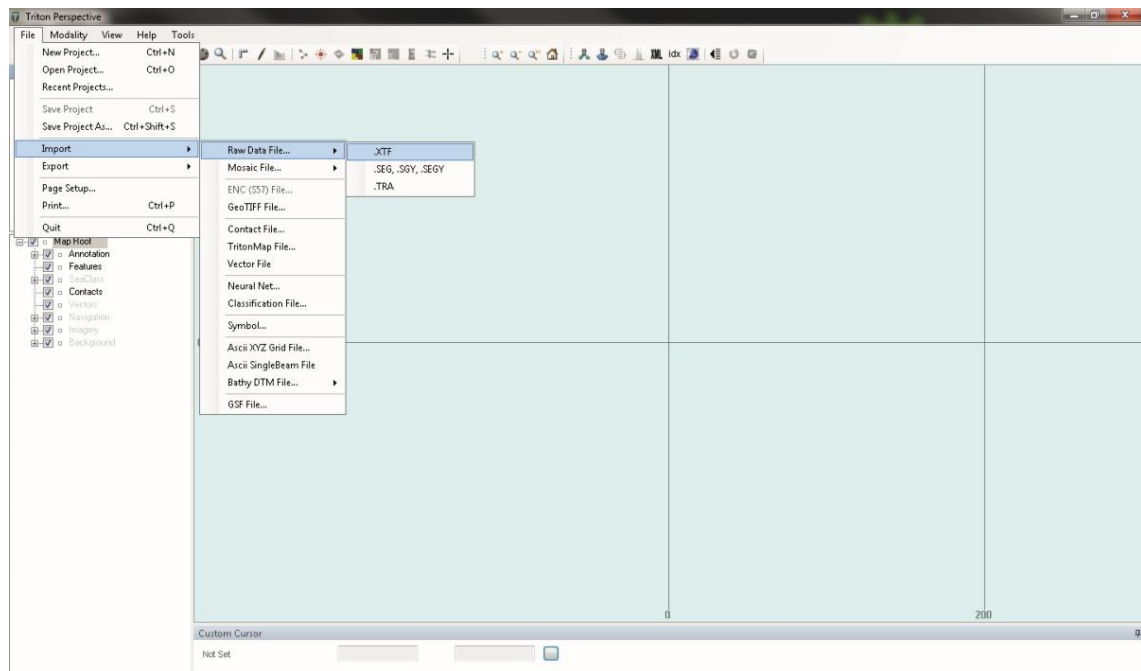 Triton Perspective
File Modality View Help Tools
New Project... Ctrl+N
Open Project... Ctrl+O
Recent Projects...
Save Project Ctrl+S
Save Project As... Ctrl+Shift+S
Import
Export
Page Setup...
Print... Ctrl+P
Quit Ctrl+Q
Raw Data File...
Mosaic File...
ENC (S57) File...
GeoTIFF File...
Contact File...
TritonMap File...
Vector File
Neural Net...
Classification File...
Symbol...
Ascii XYZ Grid File...
Ascii SingleBeam File
Bathy DTM File...
GSF File...
.XTF
.SEG, .SGY, .SEGY
.TRA
XML idx
Map Root
Annotation
Features
SeaClass
Contacts
Vectors
Navigation
Imagery
Background
0 200
Custom Cursor
Not Set